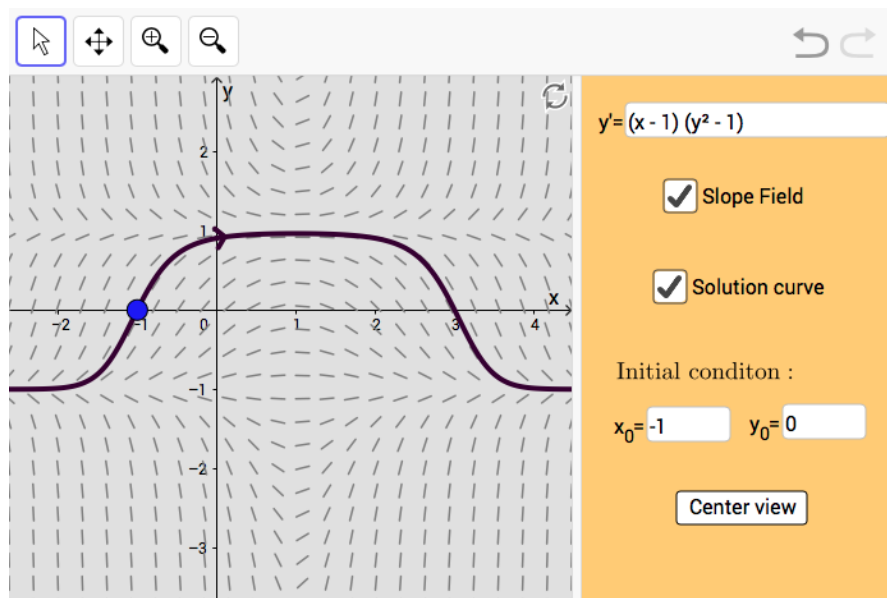 y
2
1
x
−2
−1
0
1
2
3
4
−1
−2
−3
y'= (x - 1) (y² - 1)
Slope Field
Solution curve
Initial conditon :
x₀= -1 y₀= 0
Center view